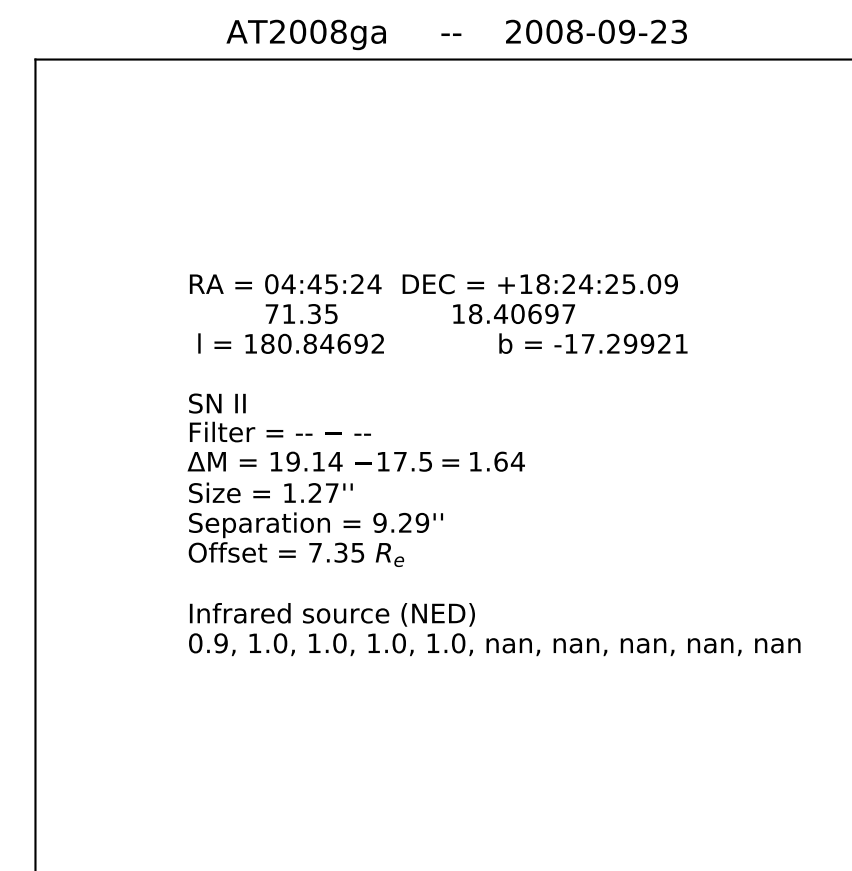 AT2008ga -- 2008-09-23
RA = 04:45:24 DEC = +18:24:25.09
71.35 18.40697
l = 180.84692 b = -17.29921
SN II
Filter = -- − --
ΔM = 19.14 −17.5 = 1.64
Size = 1.27''
Separation = 9.29''
Offset = 7.35 Rₑ
Infrared source (NED)
0.9, 1.0, 1.0, 1.0, 1.0, nan, nan, nan, nan, nan